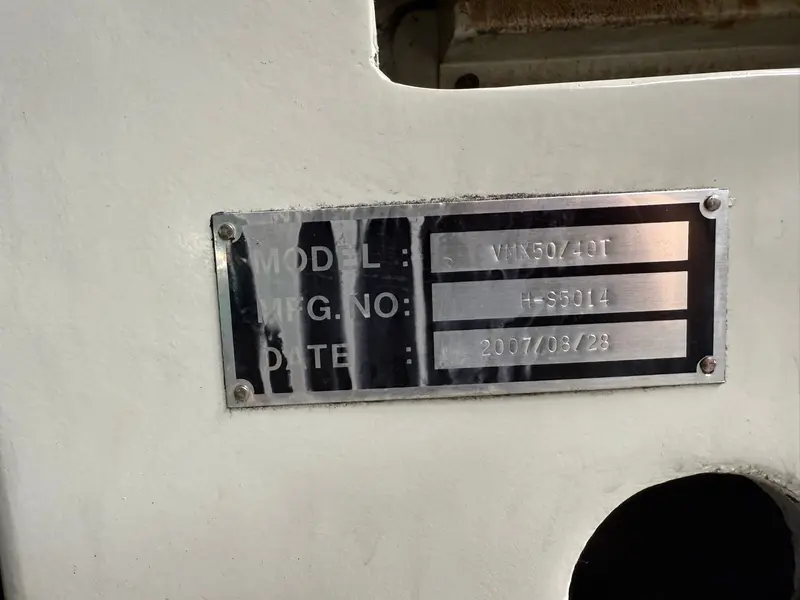 MODEL : VMX50/40T
MFG.NO: H-S5014
DATE : 2007/08/28